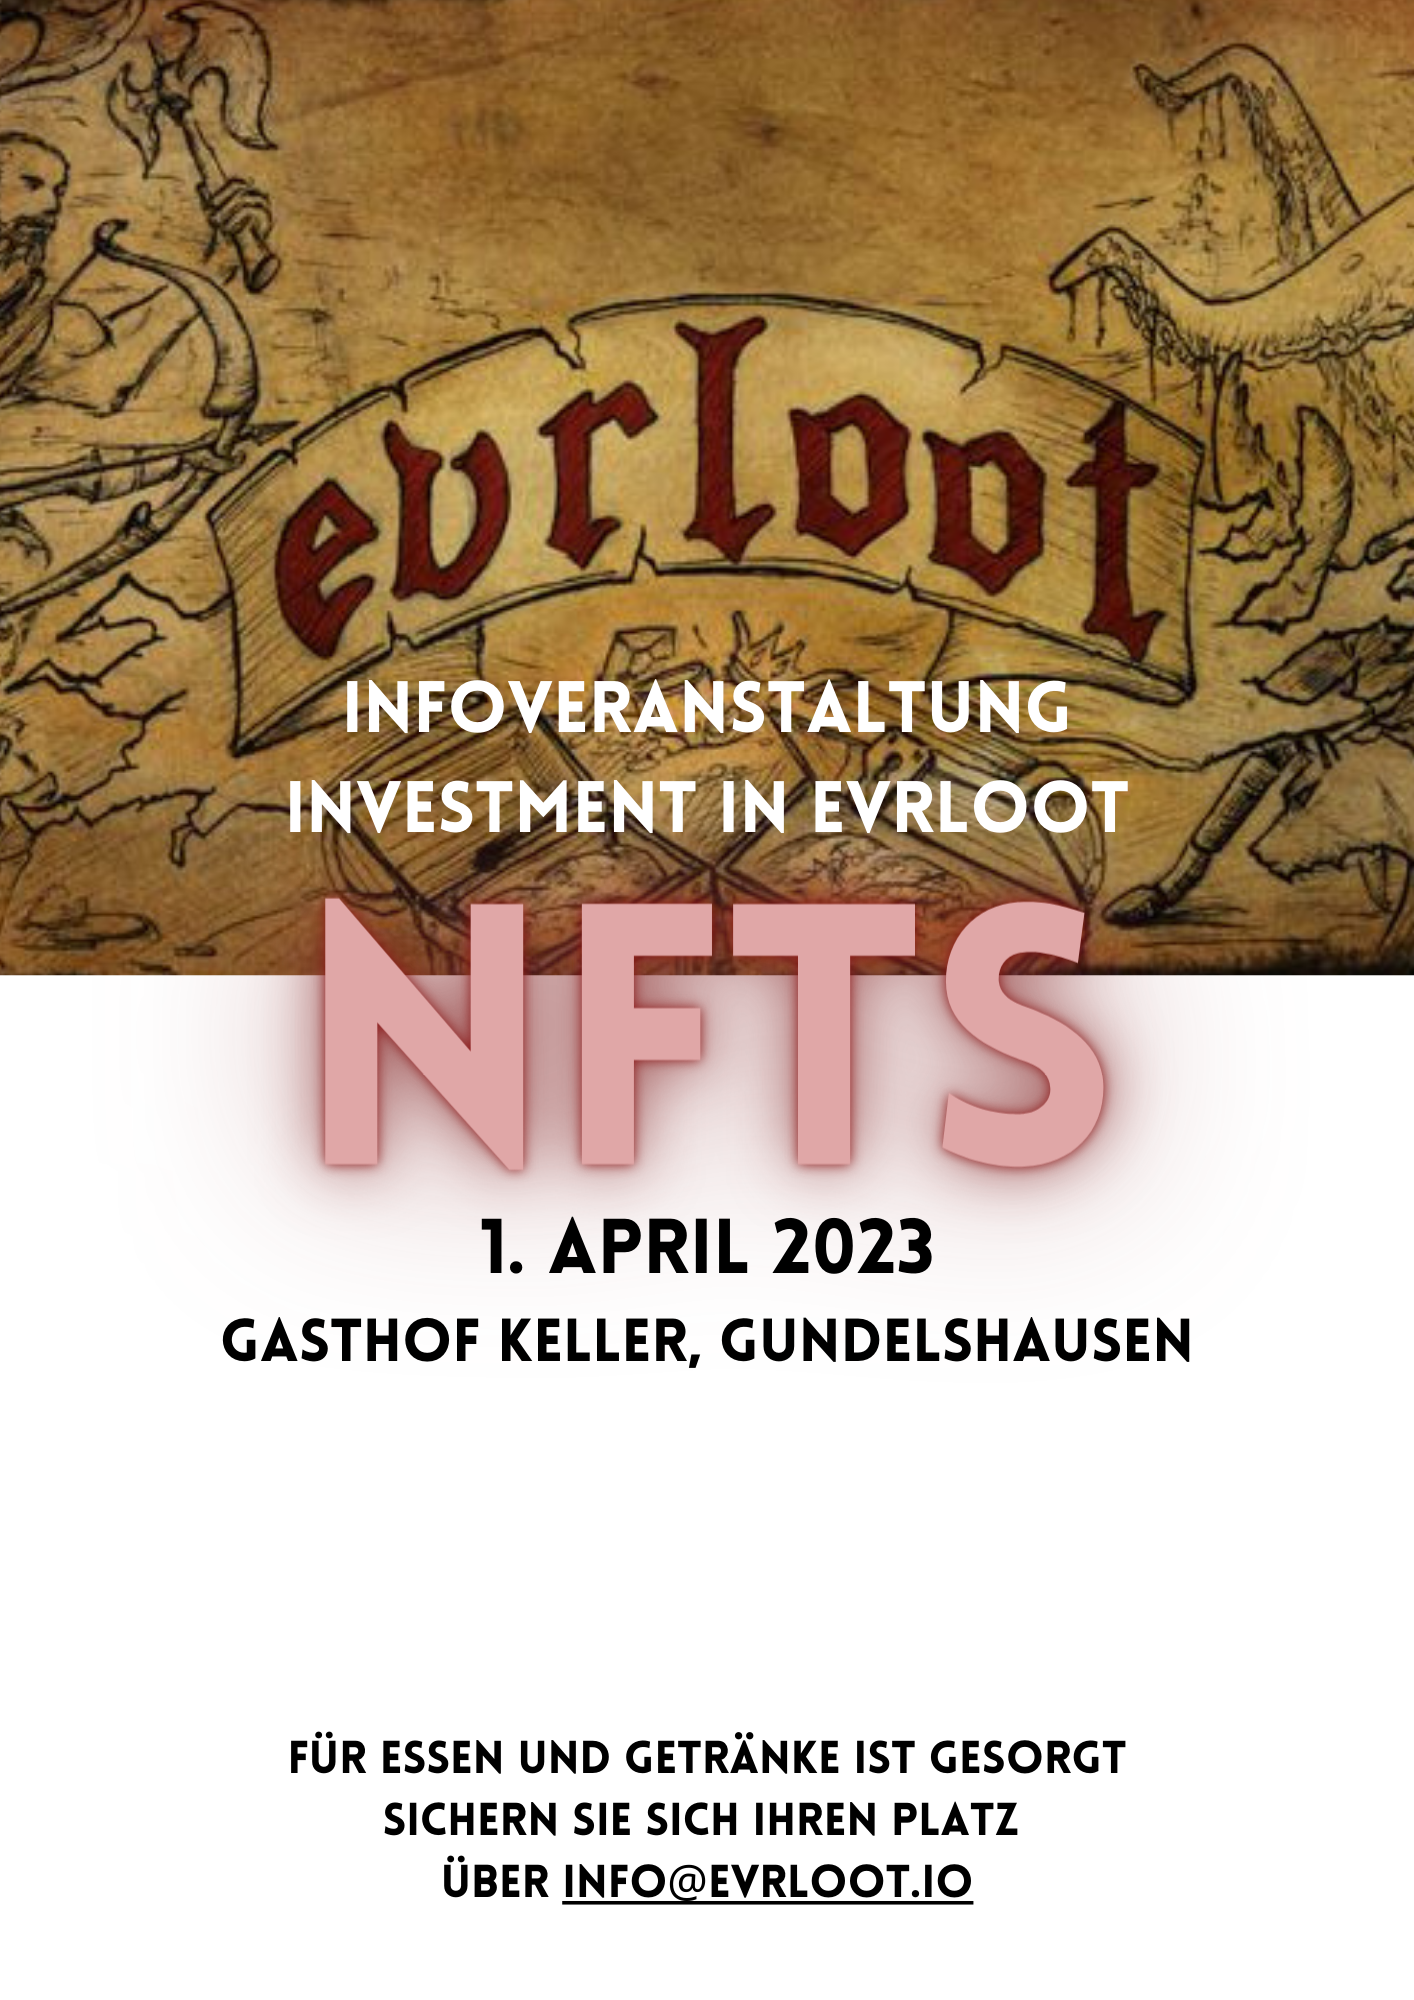 evrloot
INFOVERANSTALTUNG
INVESTMENT IN EVRLOOT
NFTS
1. APRIL 2023
GASTHOF KELLER, GUNDELSHAUSEN
FÜR ESSEN UND GETRÄNKE IST GESORGT
SICHERN SIE SICH IHREN PLATZ
ÜBER INFO@EVRLOOT.IO